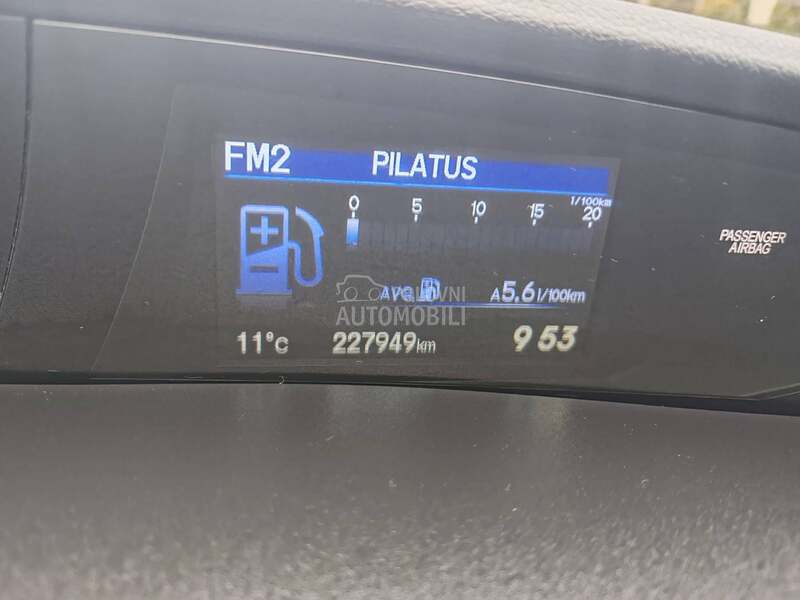 FM2 PILATUS
l/100km
0 5 10 15 20
PASSENGER
AIRBAG
AVG A5.6 l/100km
POLOVNI
AUTOMOBILI
11°C 227949km 9 53